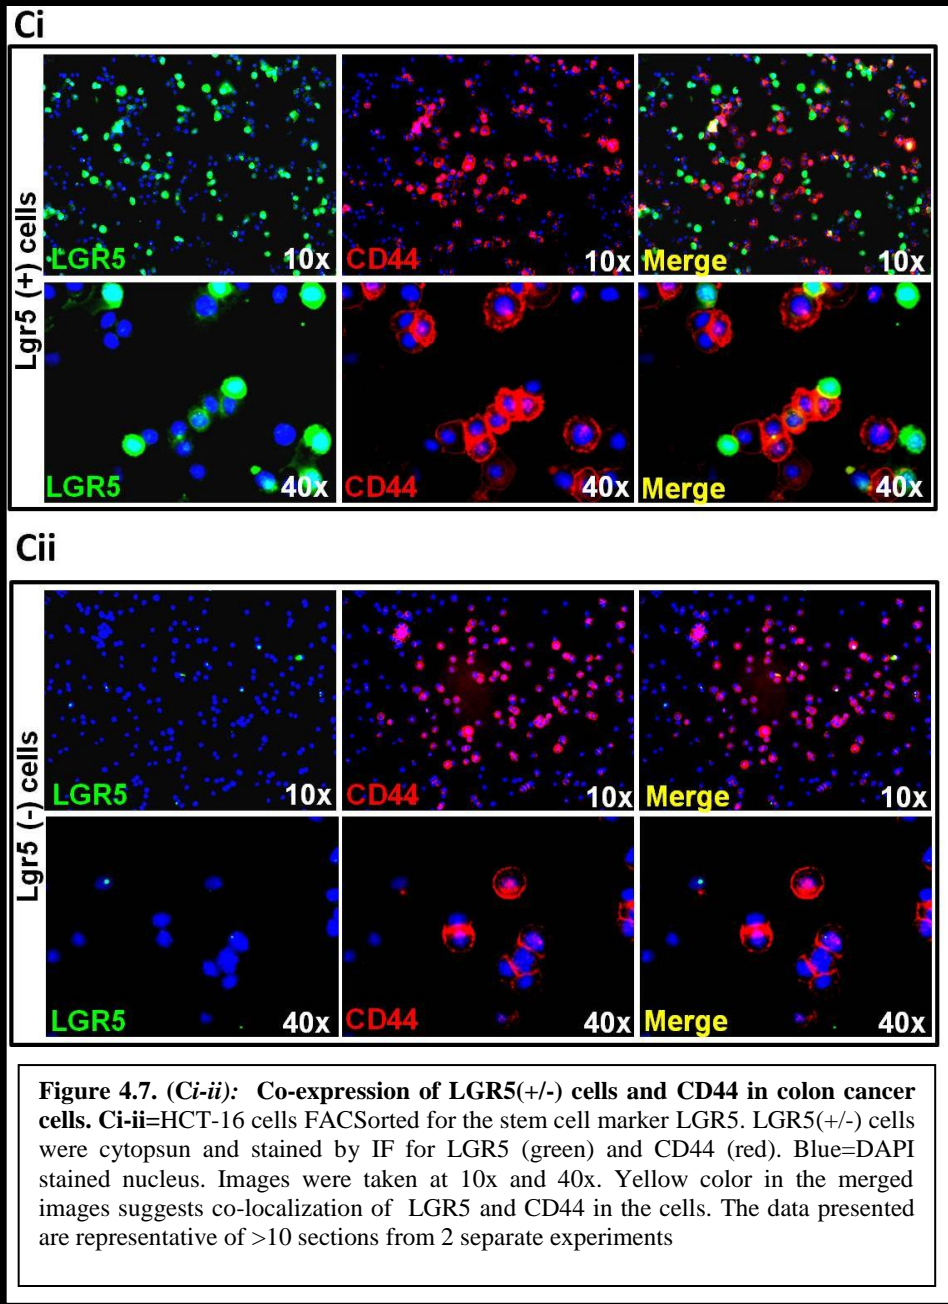 Ci
Lgr5 (+) cells
LGR5 10x
CD44 10x
Merge 10x
LGR5 40x
CD44 40x
Merge 40x
Cii
Lgr5 (-) cells
LGR5 10x
CD44 10x
Merge 10x
LGR5 40x
CD44 40x
Merge 40x
Figure 4.7. (Ci-ii): Co-expression of LGR5(+/-) cells and CD44 in colon cancer
cells. Ci-ii=HCT-16 cells FACSorted for the stem cell marker LGR5. LGR5(+/-) cells
were cytopsun and stained by IF for LGR5 (green) and CD44 (red). Blue=DAPI
stained nucleus. Images were taken at 10x and 40x. Yellow color in the merged
images suggests co-localization of LGR5 and CD44 in the cells. The data presented
are representative of >10 sections from 2 separate experiments